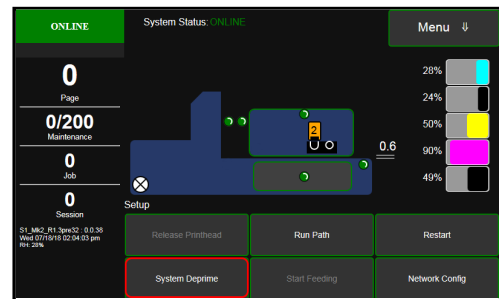 ONLINE
System Status: ONLINE
Menu ⇓
0
Page
0/200
Maintenance
0
Job
0
Session
S1_Mk2_R1.3pre32 : 0.0.38
Wed 07/18/18 02:04:03 pm
RH: 28%
2
0.6
28%
24%
50%
90%
49%
Setup
Release Printhead
Run Path
Restart
System Deprime
Start Feeding
Network Config